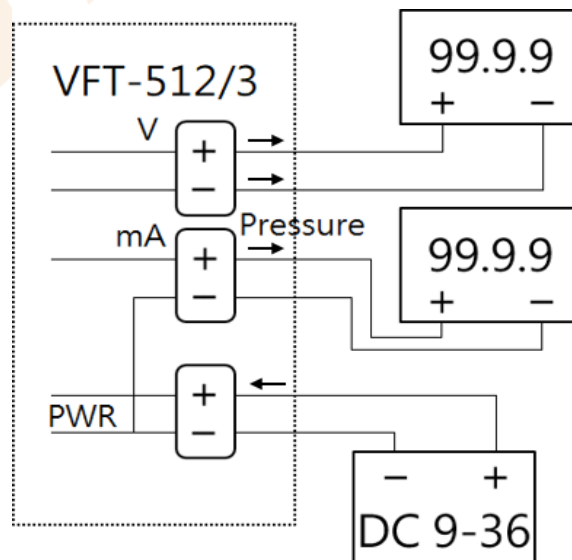 VFT-512/3
99.9.9
+ −
V
+
−
mA
Pressure
+
−
99.9.9
+ −
PWR
+
−
− +
DC 9-36